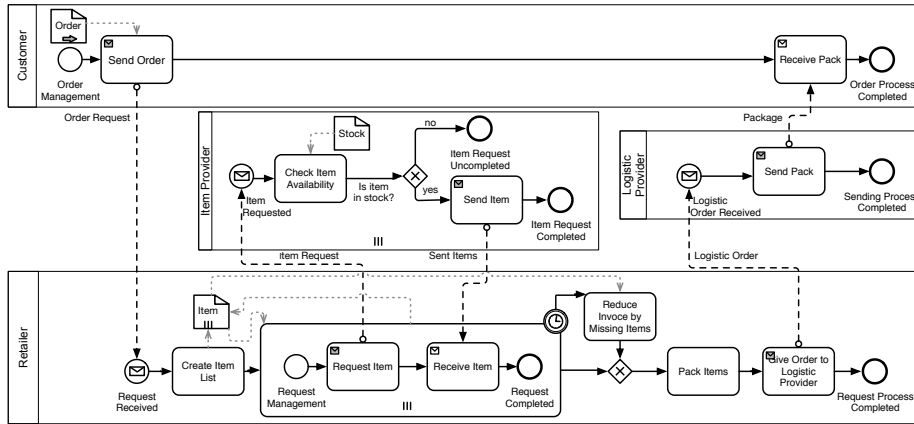 Customer
Order
Send Order
Order
Management
Order Request
Receive Pack
Order Process
Completed
Package
Item Provider
Stock
Check Item
Availability
Item
Requested
Is item
in stock?
no
yes
Item Request
Uncompleted
Send Item
Item Request
Completed
Item Request
Sent Items
Logistic
Provider
Send Pack
Logistic
Order Received
Sending Process
Completed
Logistic Order
Retailer
Item
Request
Received
Create Item
List
Request
Management
Request Item
Receive Item
Request
Completed
Reduce
Invoce by
Missing Items
Pack Items
Give Order to
Logistic
Provider
Request Process
Completed